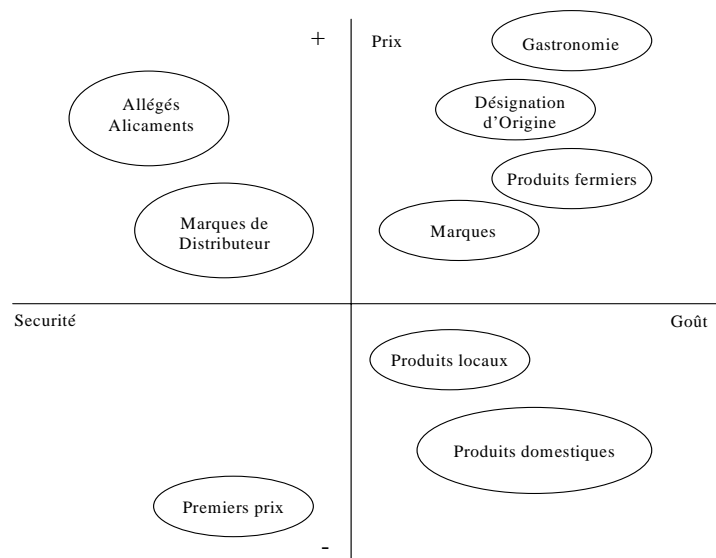 +
Prix
Gastronomie
Allégés
Alicaments
Désignation
d'Origine
Produits fermiers
Marques de
Distributeur
Marques
Securité
Goût
Produits locaux
Produits domestiques
Premiers prix
-